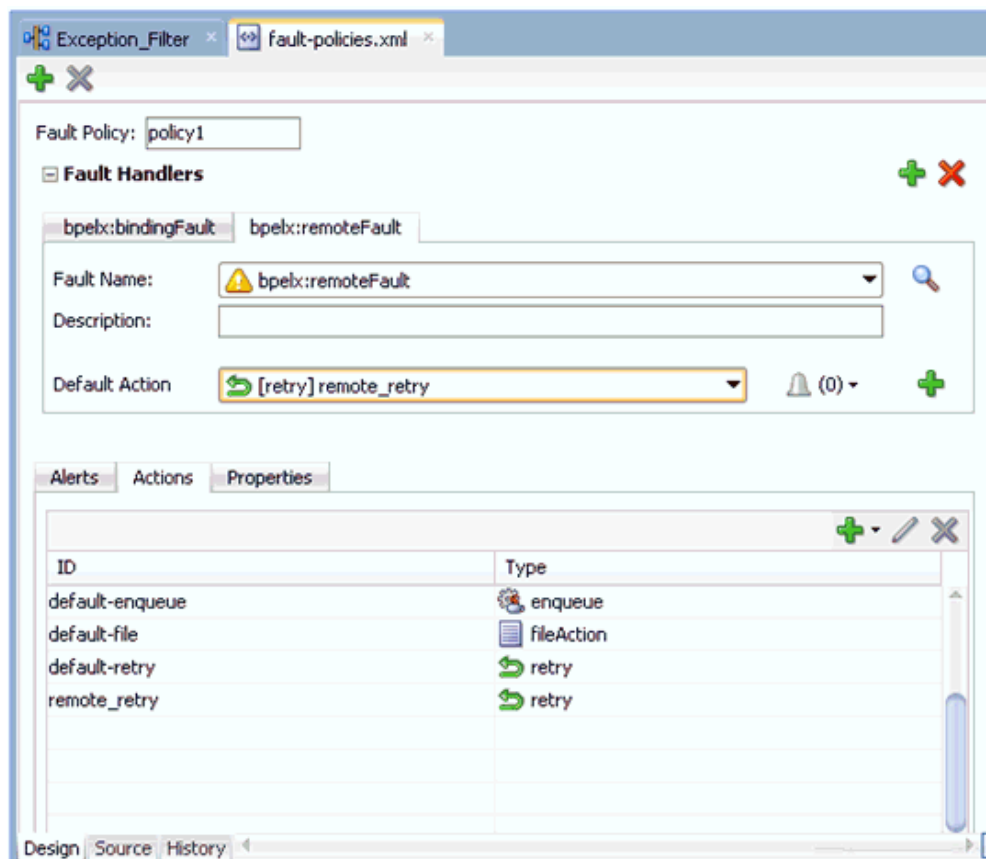 Exception_Filter fault-policies.xml
Fault Policy: policy1
Fault Handlers
bpelx:bindingFault bpelx:remoteFault
Fault Name: bpelx:remoteFault
Description:
Default Action [retry] remote_retry (0)
Alerts Actions Properties
ID Type
default-enqueue enqueue
default-file fileAction
default-retry retry
remote_retry retry
Design Source History